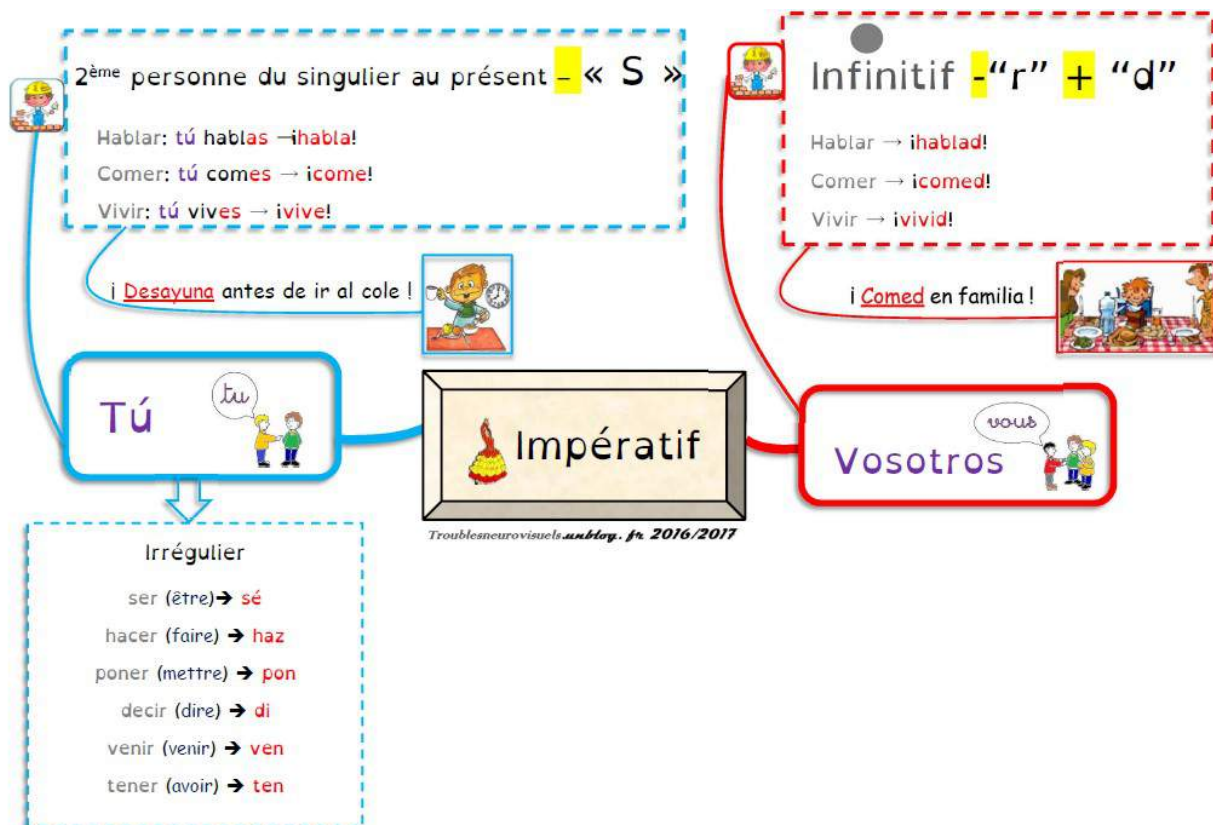 2ème personne du singulier au présent – « S »
Hablar: tú hablas →¡habla!
Comer: tú comes → ¡come!
Vivir: tú vives → ¡vive!
¡ Desayuna antes de ir al cole !
Tú
tu
Irrégulier
ser (être)➔ sé
hacer (faire) ➔ haz
poner (mettre) ➔ pon
decir (dire) ➔ di
venir (venir) ➔ ven
tener (avoir) ➔ ten
Impératif
Troublesneurovisuels.unblog.fr 2016/2017
Infinitif -“r” + “d”
Hablar → ¡hablad!
Comer → ¡comed!
Vivir → ¡vivid!
¡ Comed en familia !
Vosotros
vous